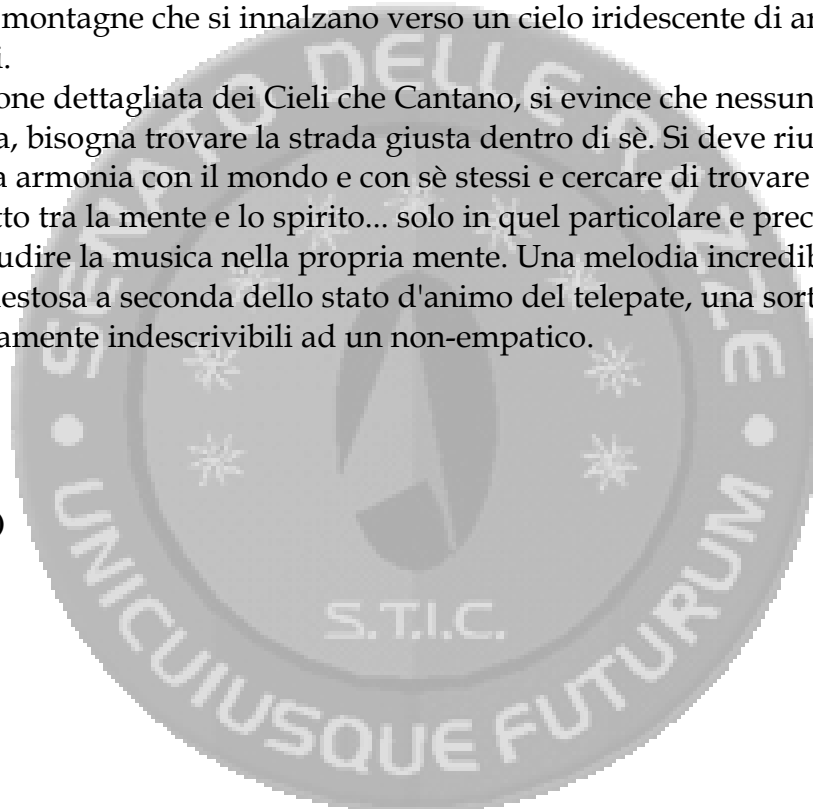 montagne che si innalzano verso un cielo iridescente di
i.
one dettagliata dei Cieli che Cantano, si evince che nessun
a, bisogna trovare la strada giusta dentro di sè. Si deve riu
a armonia con il mondo e con sè stessi e cercare di trovare
tto tra la mente e lo spirito... solo in quel particolare e prec
udire la musica nella propria mente. Una melodia incredib
estosa a seconda dello stato d'animo del telepate, una sort
amente indescrivibili ad un non-empatico.
)
SENATO DELLE RAZZE
S.T.I.C.
UNICUIUSQUE FUTURUM